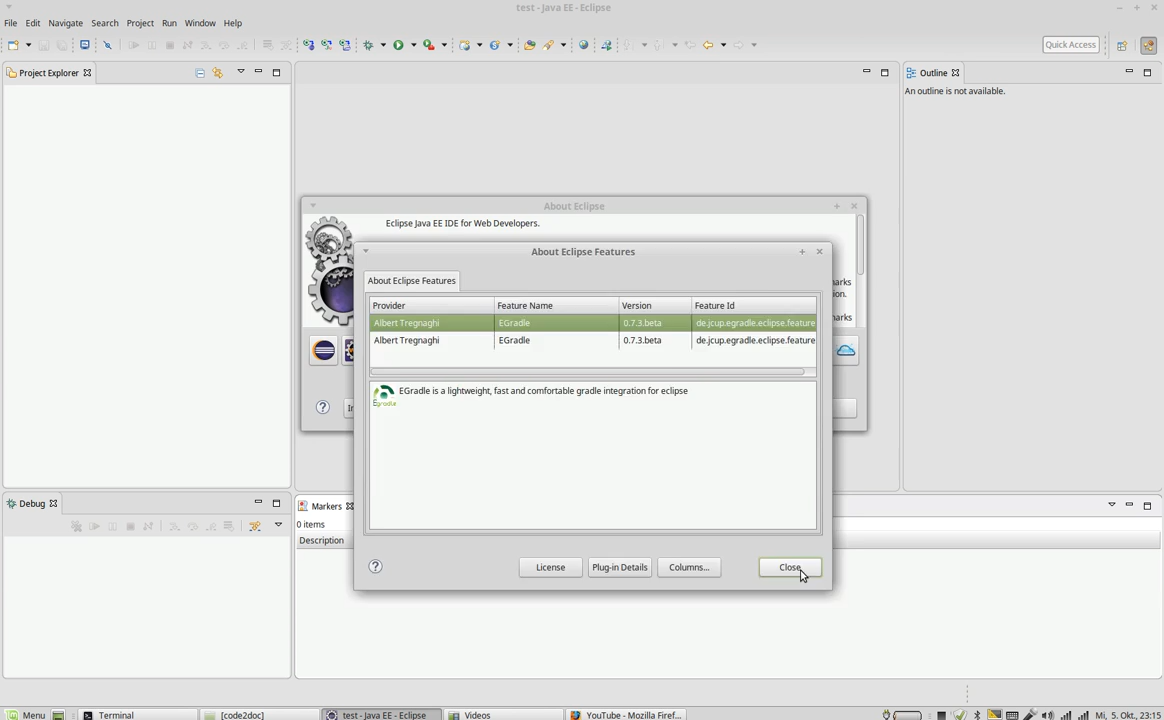 test - Java EE - Eclipse
File Edit Navigate Search Project Run Window Help
Quick Access
Project Explorer
Outline
An outline is not available.
About Eclipse
Eclipse Java EE IDE for Web Developers.
About Eclipse Features
About Eclipse Features
arks
on.
Provider Feature Name Version Feature Id
marks
Albert Tregnaghi EGradle 0.7.3.beta de.jcup.egradle.eclipse.feature
Albert Tregnaghi EGradle 0.7.3.beta de.jcup.egradle.eclipse.feature
EGradle is a lightweight, fast and comfortable gradle integration for eclipse
Egradle
In
Debug
Markers
0 items
Description
License Plug-in Details Columns... Close
Menu Terminal [code2doc] test - Java EE - Eclipse Videos YouTube - Mozilla Firef... Mi, 5. Okt., 23:15